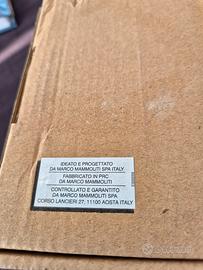 IDEATO E PROGETTATO
DA MARCO MAMMOLITI SPA ITALY
FABBRICATO IN PRC
DA MARCO MAMMOLITI
CONTROLLATO E GARANTITO
DA MARCO MAMMOLITI SPA
CORSO LANCIERI 27, 11100 AOSTA ITALY
subito